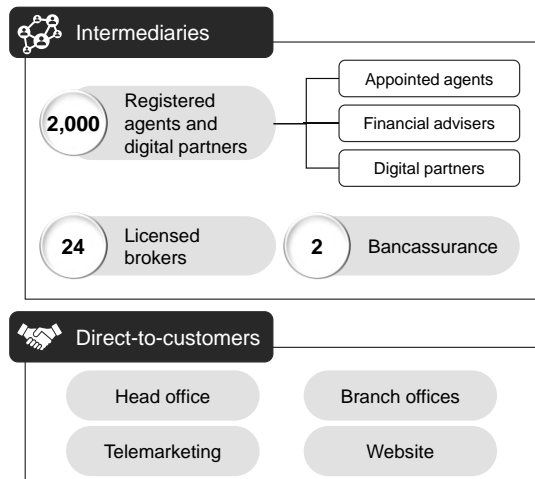 Intermediaries
2,000
Registered
agents and
digital partners
Appointed agents
Financial advisers
Digital partners
24
Licensed
brokers
2
Bancassurance
Direct-to-customers
Head office
Branch offices
Telemarketing
Website